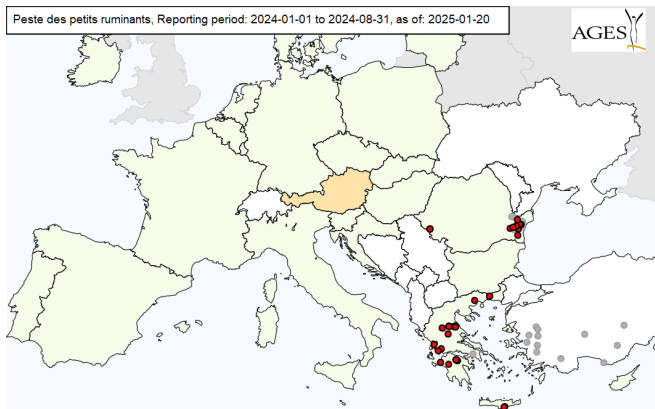 Peste des petits ruminants, Reporting period: 2024-01-01 to 2024-08-31, as of: 2025-01-20
AGES